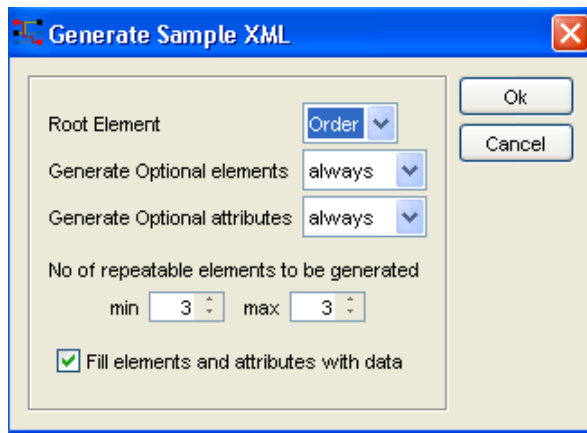 Generate Sample XML
Ok
Root Element Order
Cancel
Generate Optional elements always
Generate Optional attributes always
No of repeatable elements to be generated
min 3 max 3
Fill elements and attributes with data